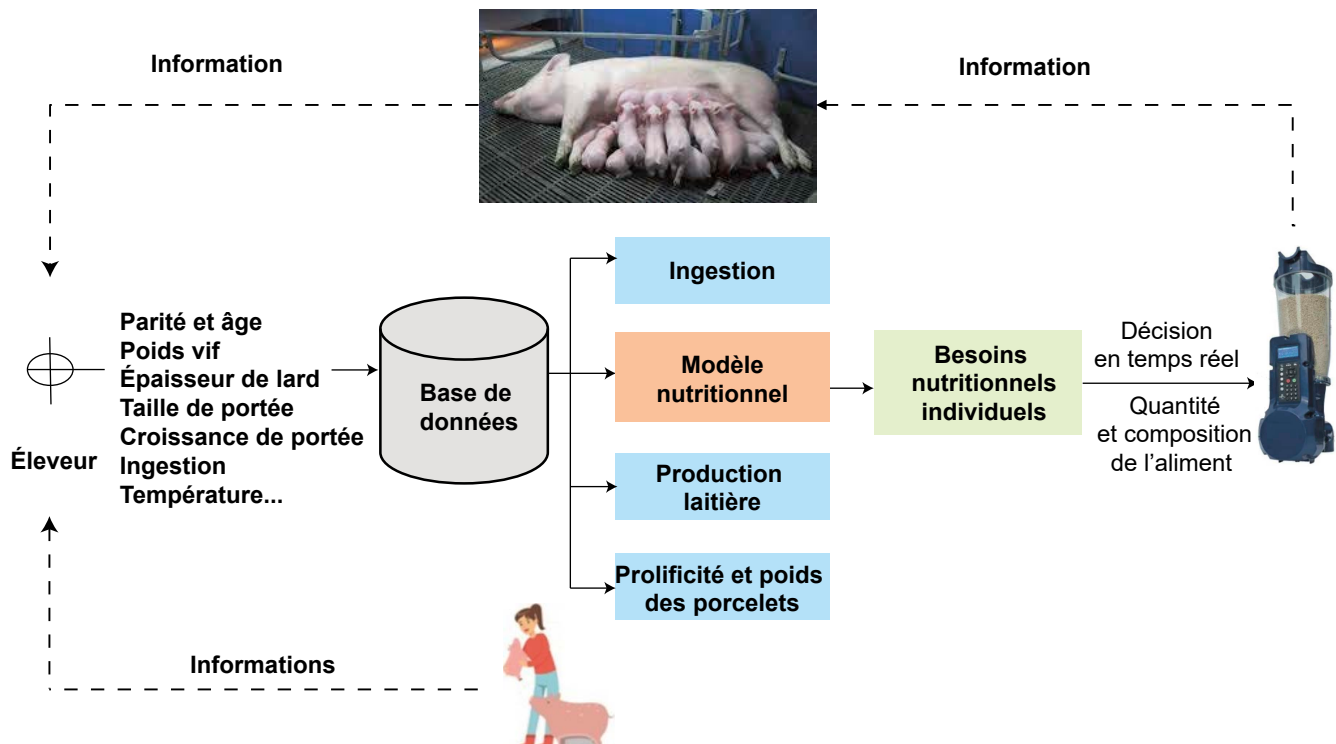 Information
Information
Parité et âge
Poids vif
Épaisseur de lard
Taille de portée
Croissance de portée
Ingestion
Température...
Éleveur
Base de
données
Ingestion
Modèle
nutritionnel
Production
laitière
Prolificité et poids
des porcelets
Besoins
nutritionnels
individuels
Décision
en temps réel
Quantité
et composition
de l’aliment
Informations